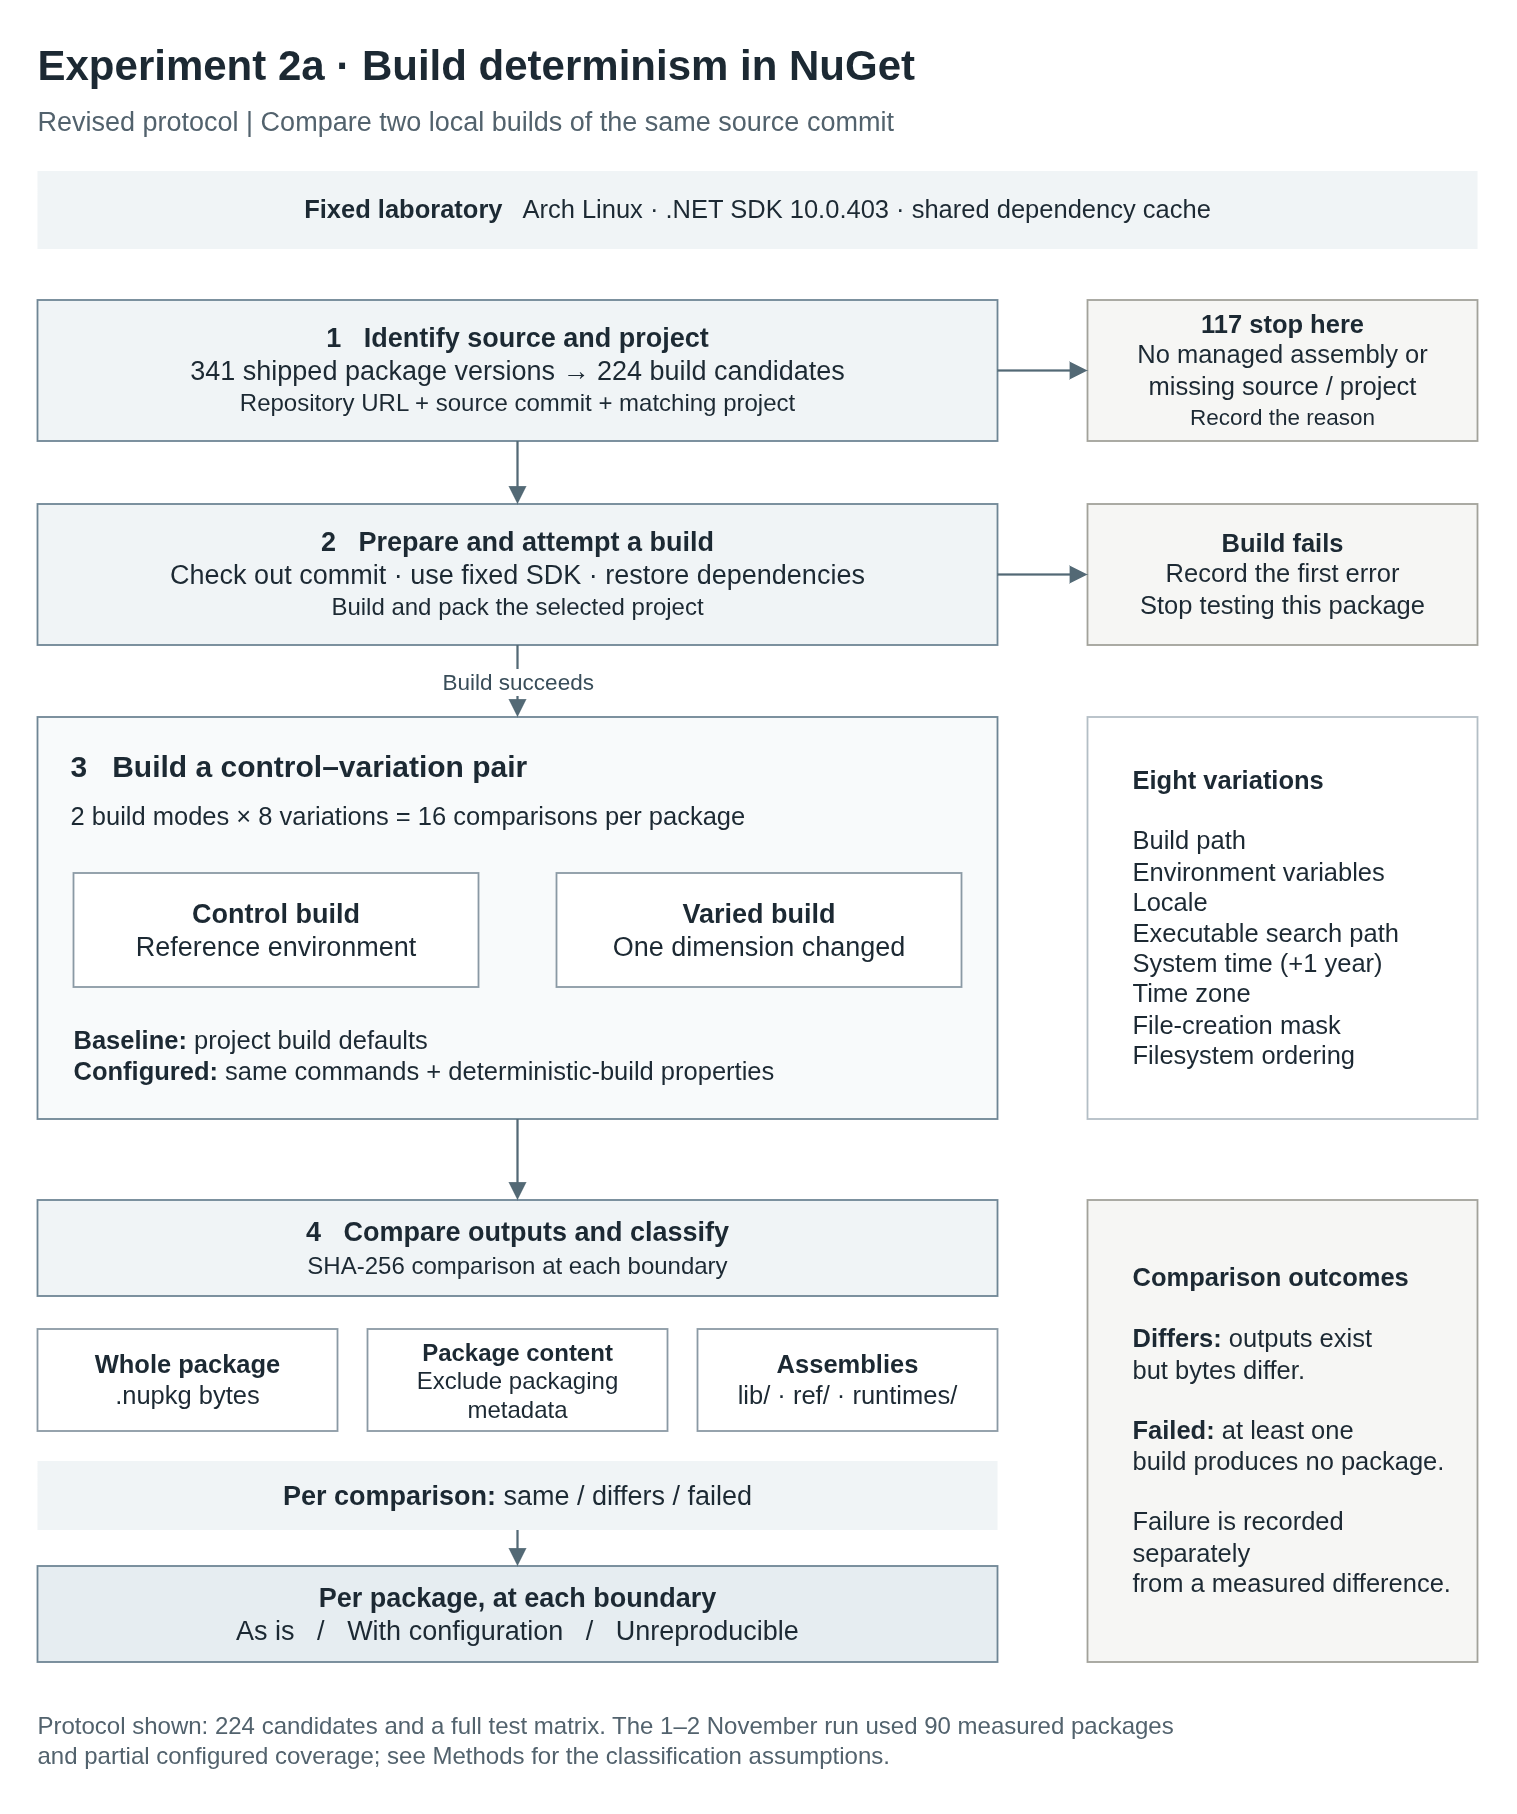 Experiment 2a · Build determinism in NuGet
Revised protocol | Compare two local builds of the same source commit
Fixed laboratory Arch Linux · .NET SDK 10.0.403 · shared dependency cache
1 Identify source and project
341 shipped package versions → 224 build candidates
Repository URL + source commit + matching project
117 stop here
No managed assembly or
missing source / project
Record the reason
2 Prepare and attempt a build
Check out commit · use fixed SDK · restore dependencies
Build and pack the selected project
Build fails
Record the first error
Stop testing this package
Build succeeds
3 Build a control–variation pair
2 build modes × 8 variations = 16 comparisons per package
Control build
Reference environment
Varied build
One dimension changed
Baseline: project build defaults
Configured: same commands + deterministic-build properties
Eight variations
Build path
Environment variables
Locale
Executable search path
System time (+1 year)
Time zone
File-creation mask
Filesystem ordering
4 Compare outputs and classify
SHA-256 comparison at each boundary
Whole package
.nupkg bytes
Package content
Exclude packaging
metadata
Assemblies
lib/ · ref/ · runtimes/
Per comparison: same / differs / failed
Per package, at each boundary
As is / With configuration / Unreproducible
Comparison outcomes
Differs: outputs exist
but bytes differ.
Failed: at least one
build produces no package.
Failure is recorded
separately
from a measured difference.
Protocol shown: 224 candidates and a full test matrix. The 1–2 November run used 90 measured packages
and partial configured coverage; see Methods for the classification assumptions.